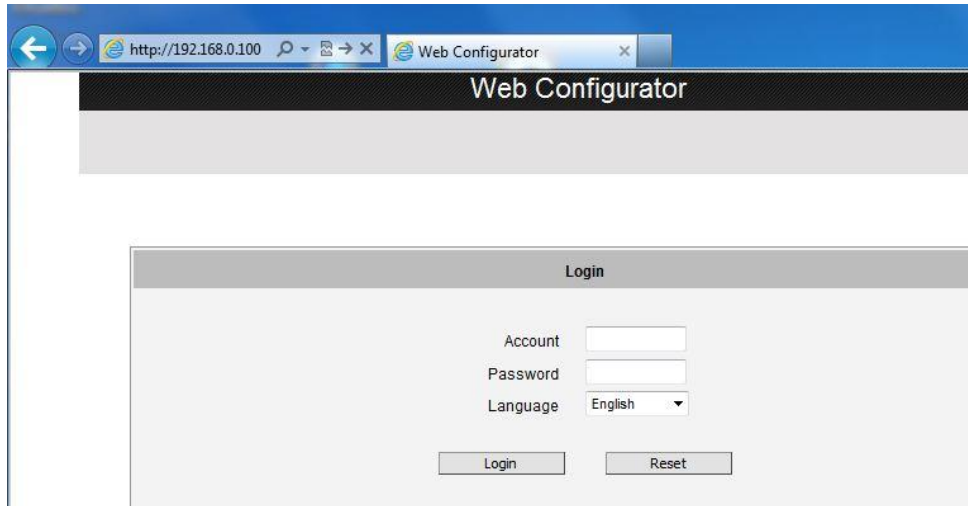 http://192.168.0.100 Web Configurator
Web Configurator
Login
Account
Password
Language English
Login Reset